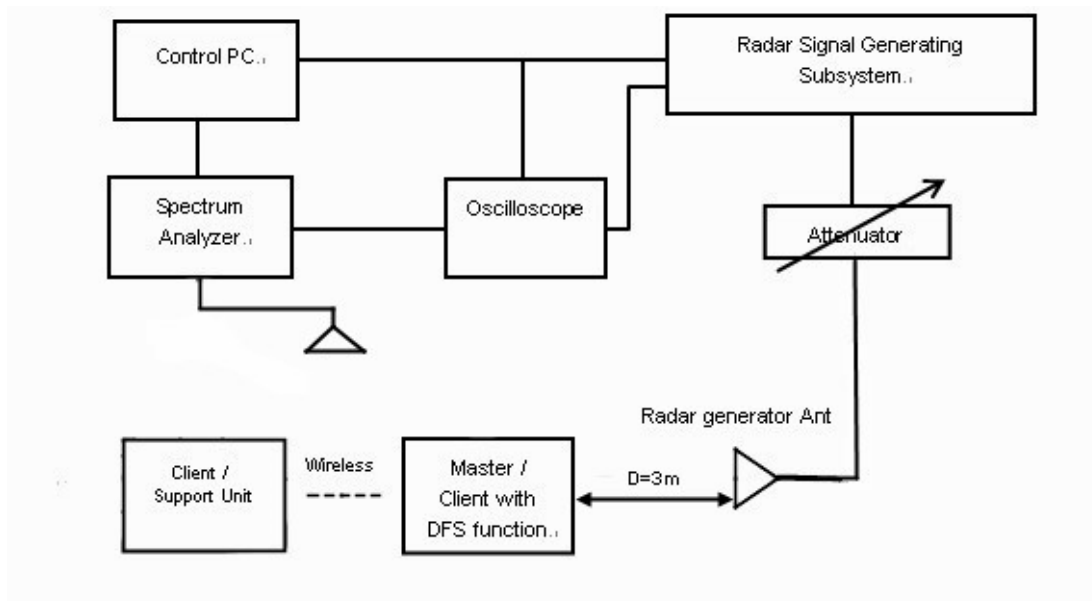 Control PC.
Radar Signal Generating
Subsystem.
Spectrum
Analyzer.
Oscilloscope
Attenuator
Radar generator Ant
Client /
Support Unit
Wireless
Master /
Client with
DFS function.
D=3m